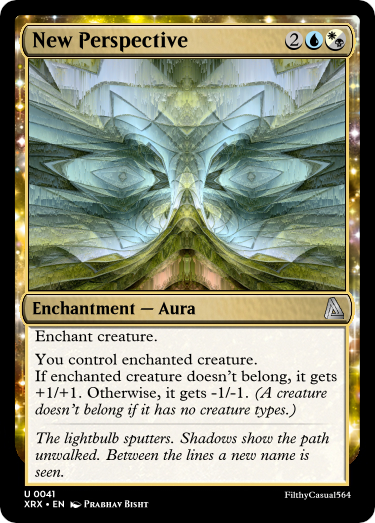 New Perspective 2
Enchantment — Aura
Enchant creature.
You control enchanted creature.
If enchanted creature doesn't belong, it gets
+1/+1. Otherwise, it gets -1/-1. (A creature
doesn't belong if it has no creature types.)
The lightbulb sputters. Shadows show the path
unwalked. Between the lines a new name is
seen.
U 0041
XRX • EN Prabhav Bisht
FilthyCasual564